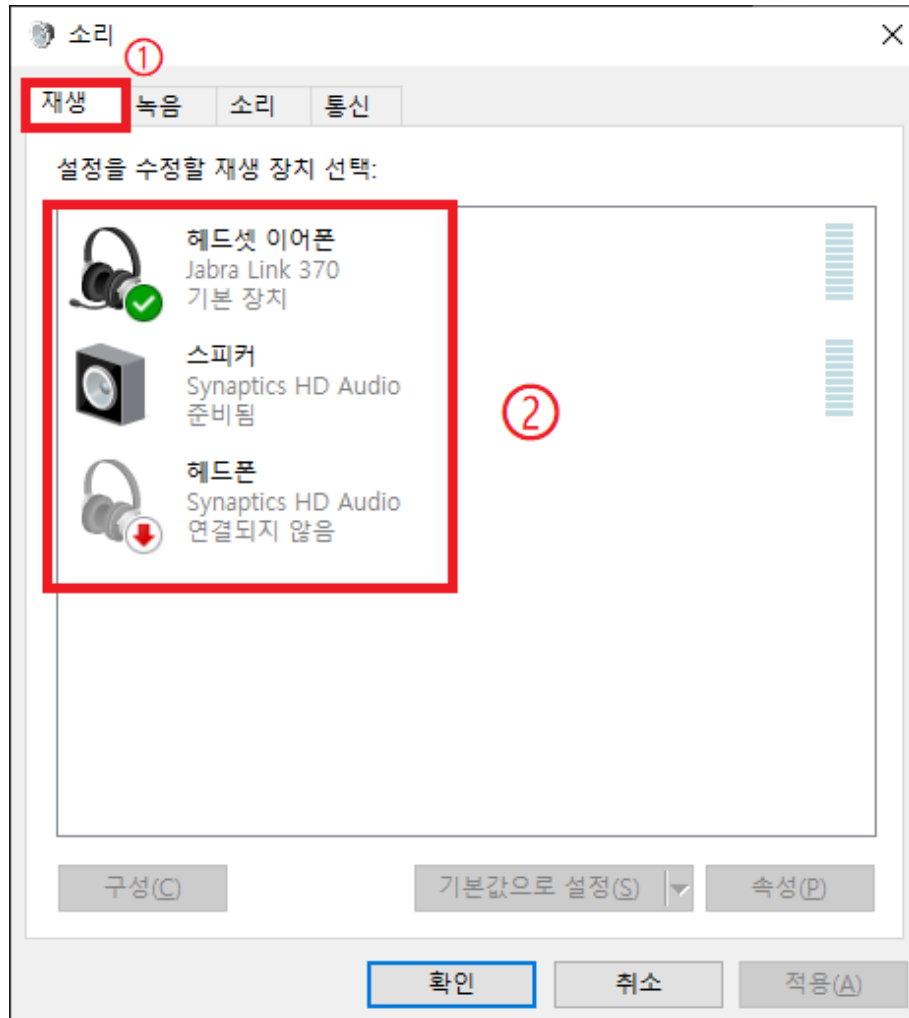 소리
①
재생 녹음 소리 통신
설정을 수정할 재생 장치 선택:
헤드셋 이어폰
Jabra Link 370
기본 장치
스피커
Synaptics HD Audio
준비됨
②
헤드폰
Synaptics HD Audio
연결되지 않음
구성(C) 기본값으로 설정(S) 속성(P)
확인 취소 적용(A)